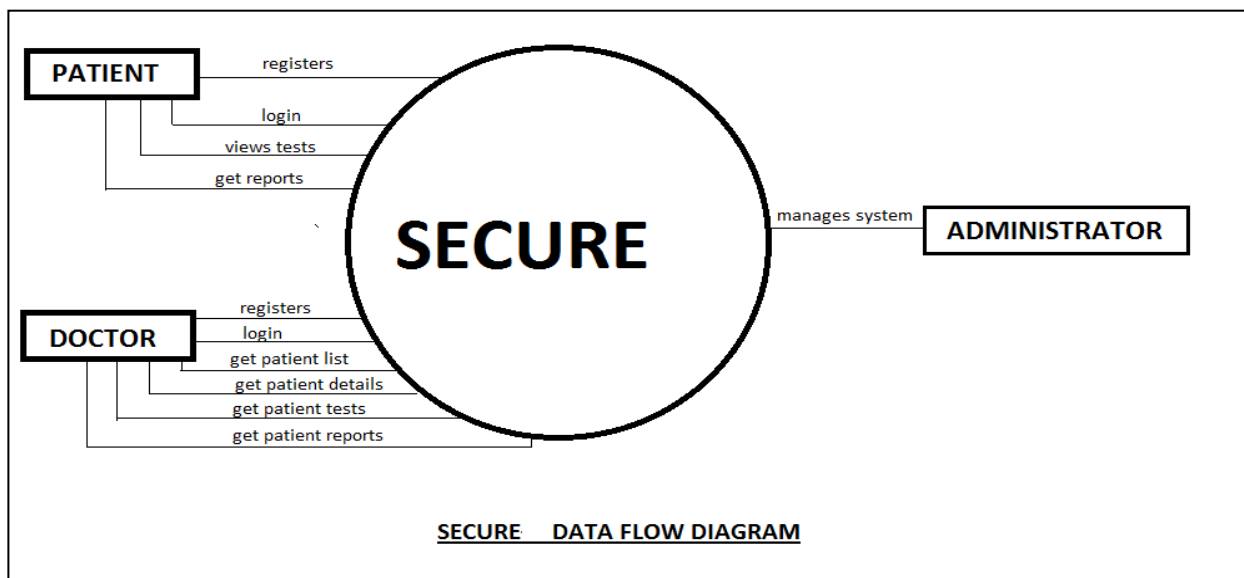 PATIENT
registers
login
views tests
get reports
SECURE
manages system
ADMINISTRATOR
DOCTOR
registers
login
get patient list
get patient details
get patient tests
get patient reports
SECURE DATA FLOW DIAGRAM